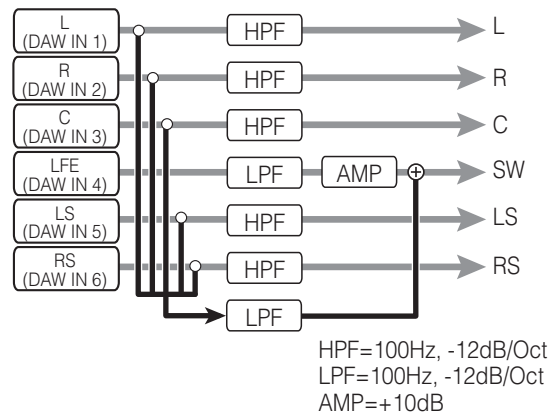 L
(DAW IN 1)
HPF
L
R
(DAW IN 2)
HPF
R
C
(DAW IN 3)
HPF
C
LFE
(DAW IN 4)
LPF
AMP
SW
LS
(DAW IN 5)
HPF
LS
RS
(DAW IN 6)
HPF
RS
LPF
HPF=100Hz, -12dB/Oct
LPF=100Hz, -12dB/Oct
AMP=+10dB